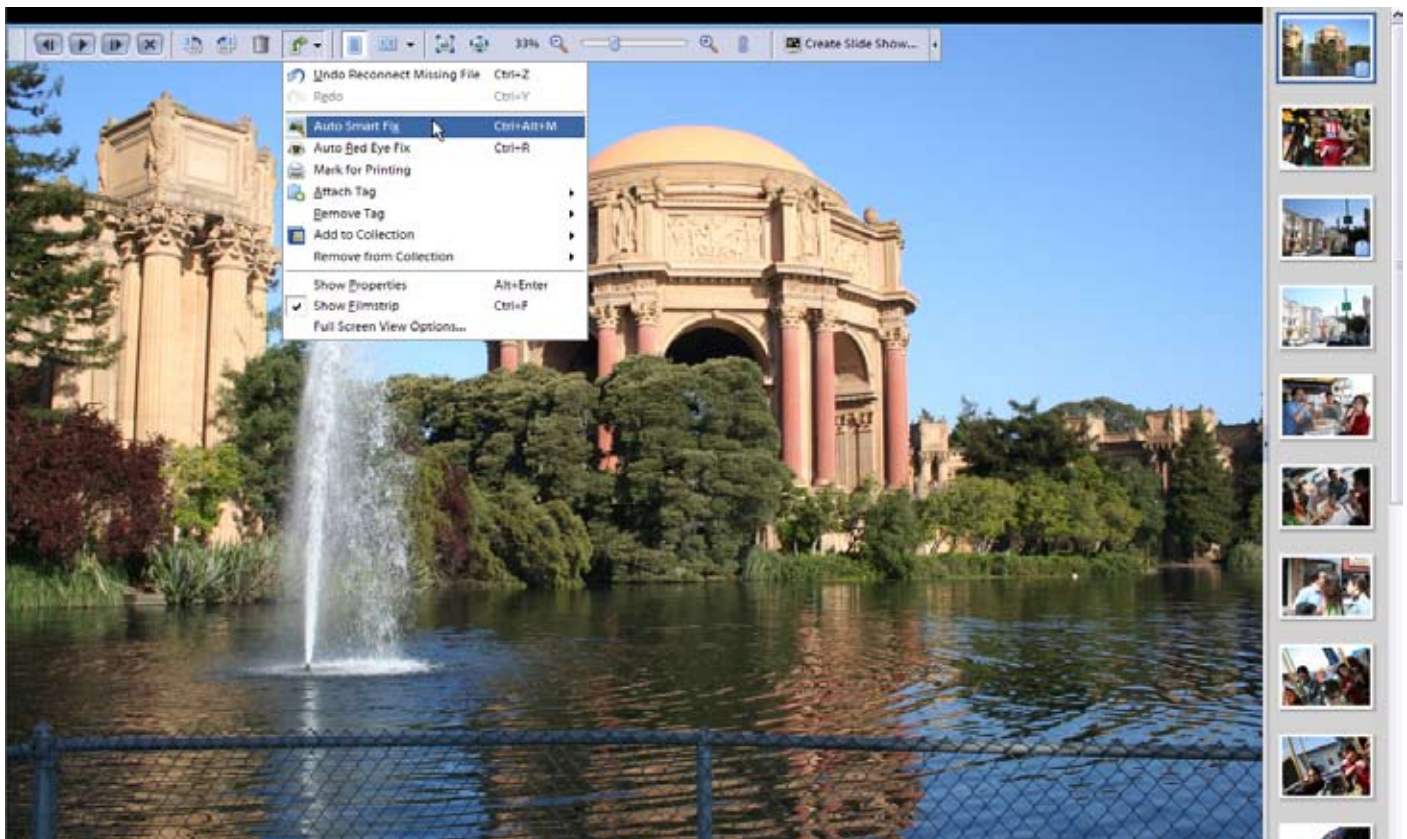 33%
Create Slide Show...
Undo Reconnect Missing File Ctrl+Z
Redo Ctrl+Y
Auto Smart Fix Ctrl+Alt+M
Auto Red Eye Fix Ctrl+R
Mark for Printing
Attach Tag
Remove Tag
Add to Collection
Remove from Collection
Show Properties Alt+Enter
Show Filmstrip Ctrl+F
Full Screen View Options...